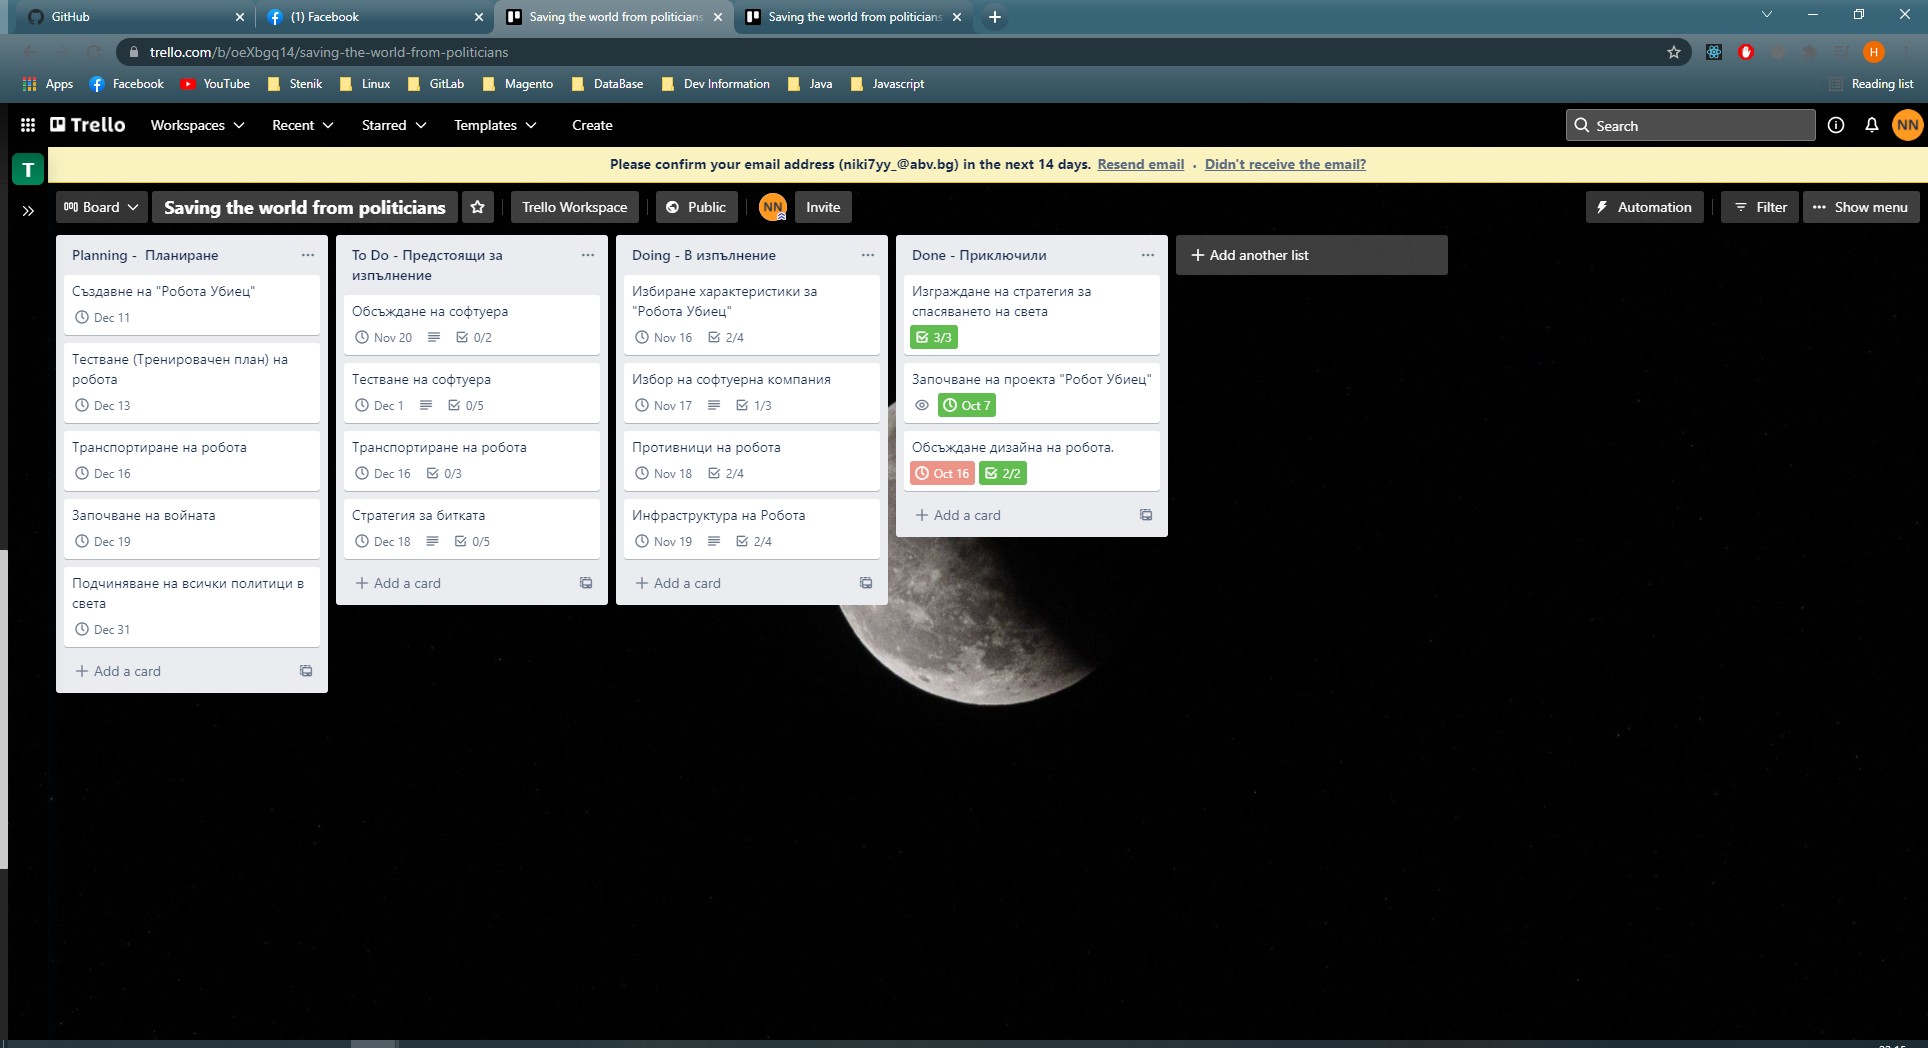 GitHub
(1) Facebook
Saving the world from politicians
Saving the world from politicians
trello.com/b/oeXbgq14/saving-the-world-from-politicians
H
Apps Facebook YouTube Stenik Linux GitLab Magento DataBase Dev Information Java Javascript Reading list
Trello Workspaces Recent Starred Templates Create Search NN
T
Please confirm your email address (niki7yy_@abv.bg) in the next 14 days. Resend email · Didn't receive the email?
Board Saving the world from politicians Trello Workspace Public NN Invite Automation Filter Show menu
Planning - Планиране
Създавне на "Робота Убиец"
Dec 11
Тестване (Тренировачен план) на
робота
Dec 13
Транспортиране на робота
Dec 16
Започване на войната
Dec 19
Подчиняване на всички политици в
света
Dec 31
+ Add a card
To Do - Предстоящи за
изпълнение
Обсъждане на софтуера
Nov 20 0/2
Тестване на софтуера
Dec 1 0/5
Транспортиране на робота
Dec 16 0/3
Стратегия за битката
Dec 18 0/5
+ Add a card
Doing - В изпълнение
Избиране характеристики за
"Робота Убиец"
Nov 16 2/4
Избор на софтуерна компания
Nov 17 1/3
Противници на робота
Nov 18 2/4
Инфраструктура на Робота
Nov 19 2/4
+ Add a card
Done - Приключили
Изграждане на стратегия за
спасяването на света
3/3
Започване на проекта "Робот Убиец"
Oct 7
Обсъждане дизайна на робота.
Oct 16 2/2
+ Add a card
+ Add another list